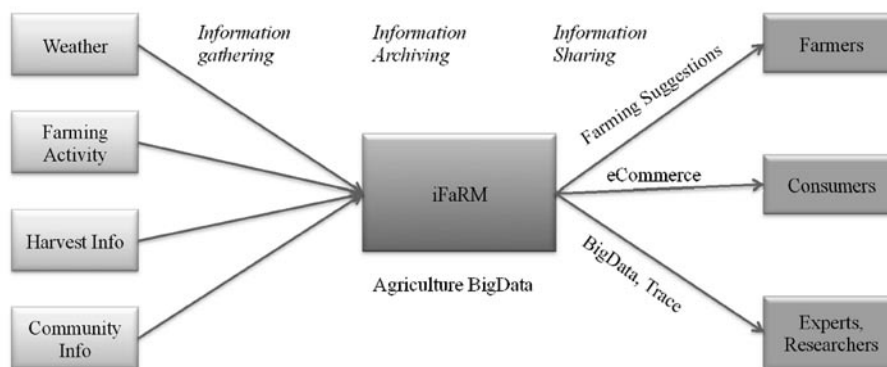 Weather
Farming
Activity
Harvest Info
Community
Info
Information
gathering
Information
Archiving
Information
Sharing
iFaRM
Agriculture BigData
Farming Suggestions
eCommerce
BigData, Trace
Farmers
Consumers
Experts,
Researchers